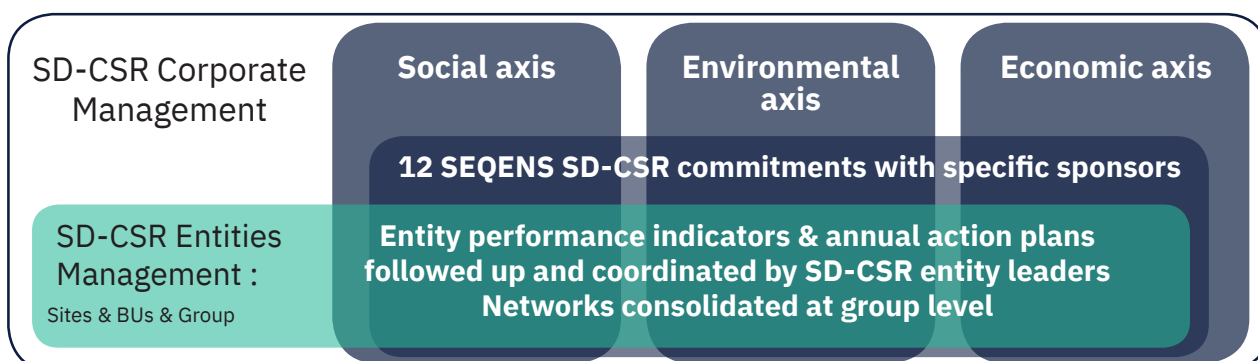 SD-CSR Corporate
Management
Social axis
Environmental
axis
Economic axis
12 SEQENS SD-CSR commitments with specific sponsors
SD-CSR Entities
Management :
Sites & BUs & Group
Entity performance indicators & annual action plans
followed up and coordinated by SD-CSR entity leaders
Networks consolidated at group level